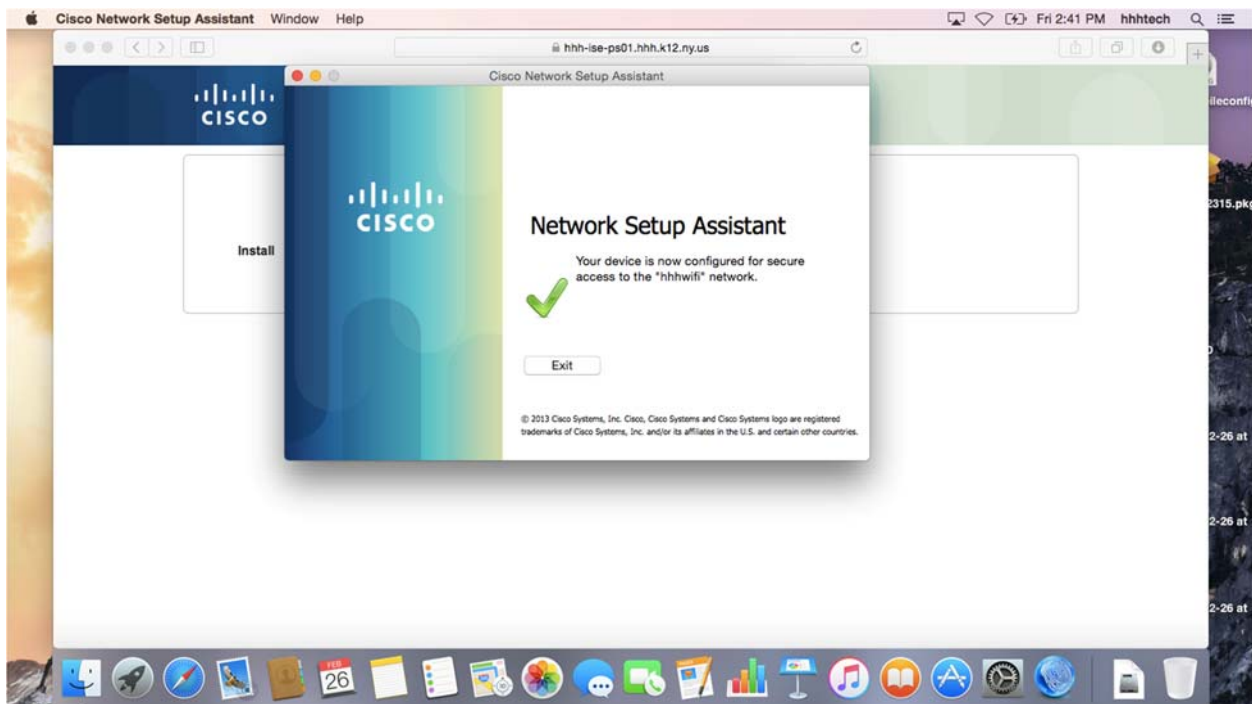 Cisco Network Setup Assistant Window Help
Fri 2:41 PM hhhtech
hhh-ise-ps01.hhh.k12.ny.us
Cisco Network Setup Assistant
CISCO
CISCO
Install
Network Setup Assistant
Your device is now configured for secure
access to the "hhhwifi" network.
Exit
© 2013 Cisco Systems, Inc. Cisco, Cisco Systems and Cisco Systems logo are registered
trademarks of Cisco Systems, Inc. and/or its affiliates in the U.S. and certain other countries.
2315.pkg
2-26 at
2-26 at
2-26 at
FEB
26